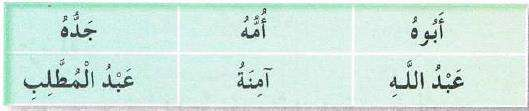 أَبُوهُ أُمُّهُ جَدُّهُ
عَبْدُ اللَّهِ آمِنَةُ عَبْدُ الْمُطَّلِبِ